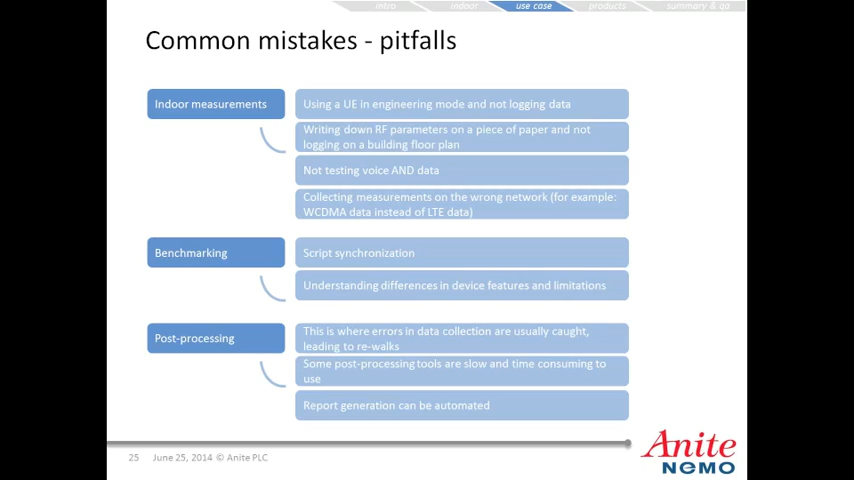 intro
indoor
use case
products
summary & qa
Common mistakes - pitfalls
Indoor measurements
Using a UE in engineering mode and not logging data
Writing down RF parameters on a piece of paper and not
logging on a building floor plan
Not testing voice AND data
Collecting measurements on the wrong network (for example:
WCDMA data instead of LTE data)
Benchmarking
Script synchronization
Understanding differences in device features and limitations
Post-processing
This is where errors in data collection are usually caught,
leading to re-walks
Some post-processing tools are slow and time consuming to
use
Report generation can be automated
25 June 25, 2014 © Anite PLC
Anite
NEMO